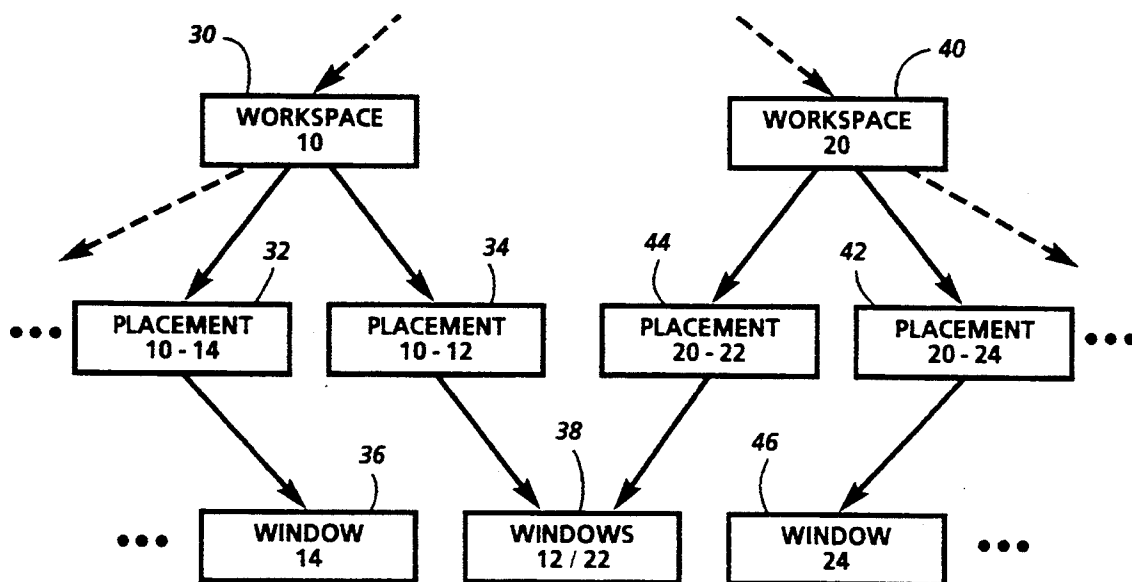 30
40
WORKSPACE
10
WORKSPACE
20
32
34
44
42
PLACEMENT
10 - 14
PLACEMENT
10 - 12
PLACEMENT
20 - 22
PLACEMENT
20 - 24
36
38
46
WINDOW
14
WINDOWS
12 / 22
WINDOW
24